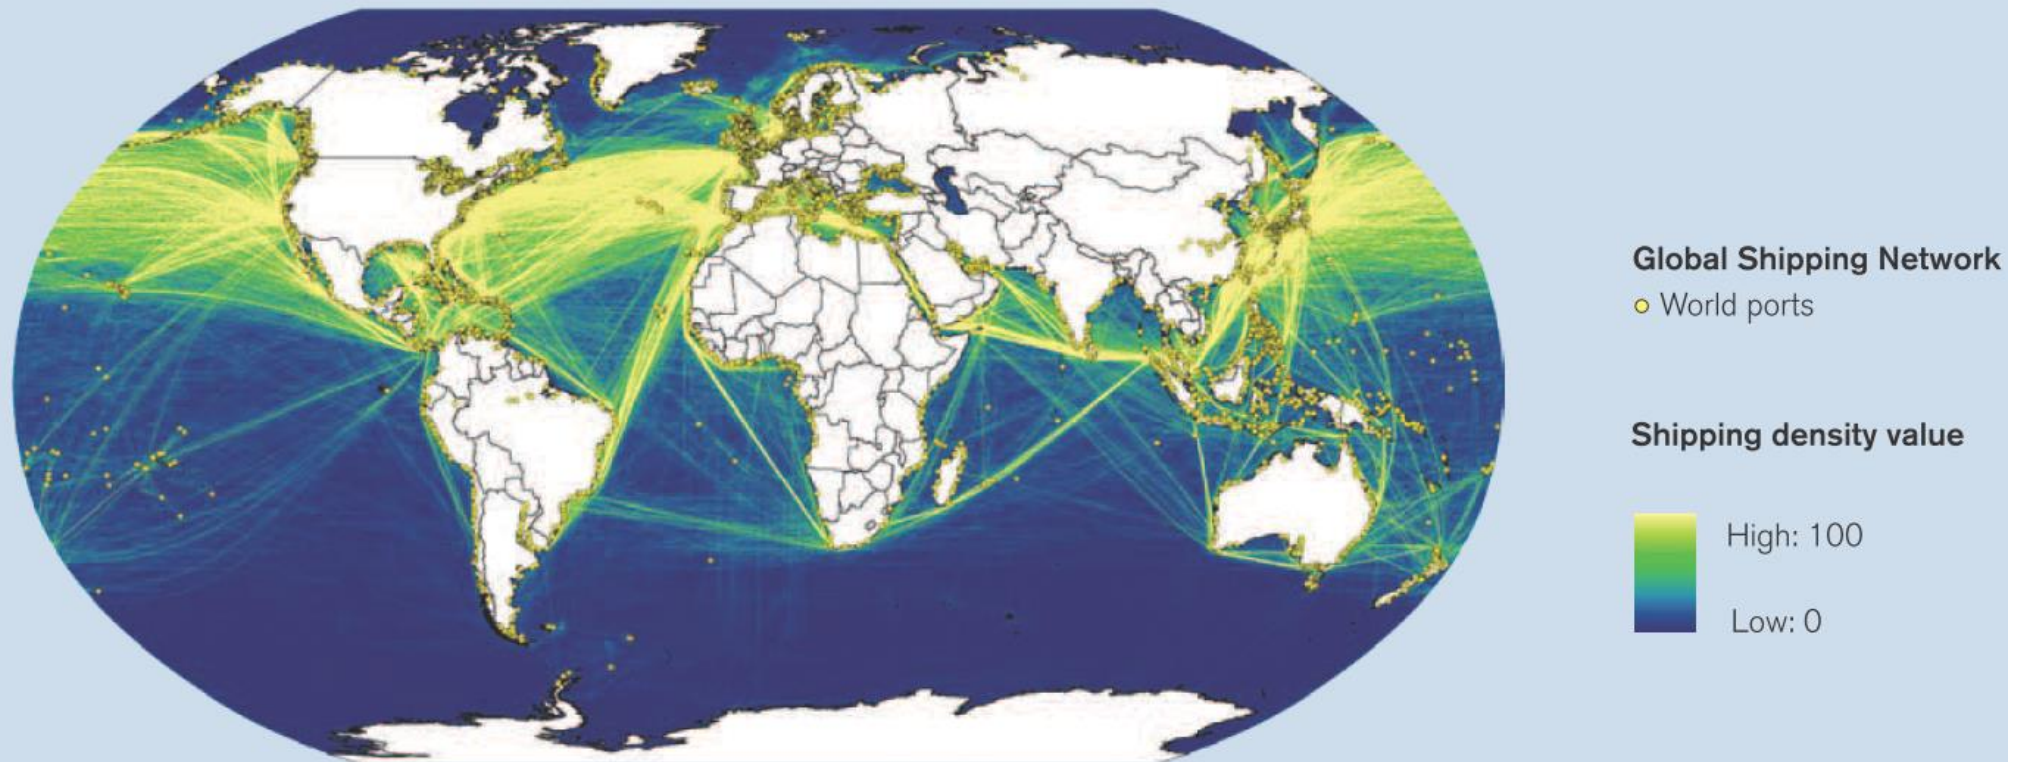 Global Shipping Network
World ports
Shipping density value
High: 100
Low: 0